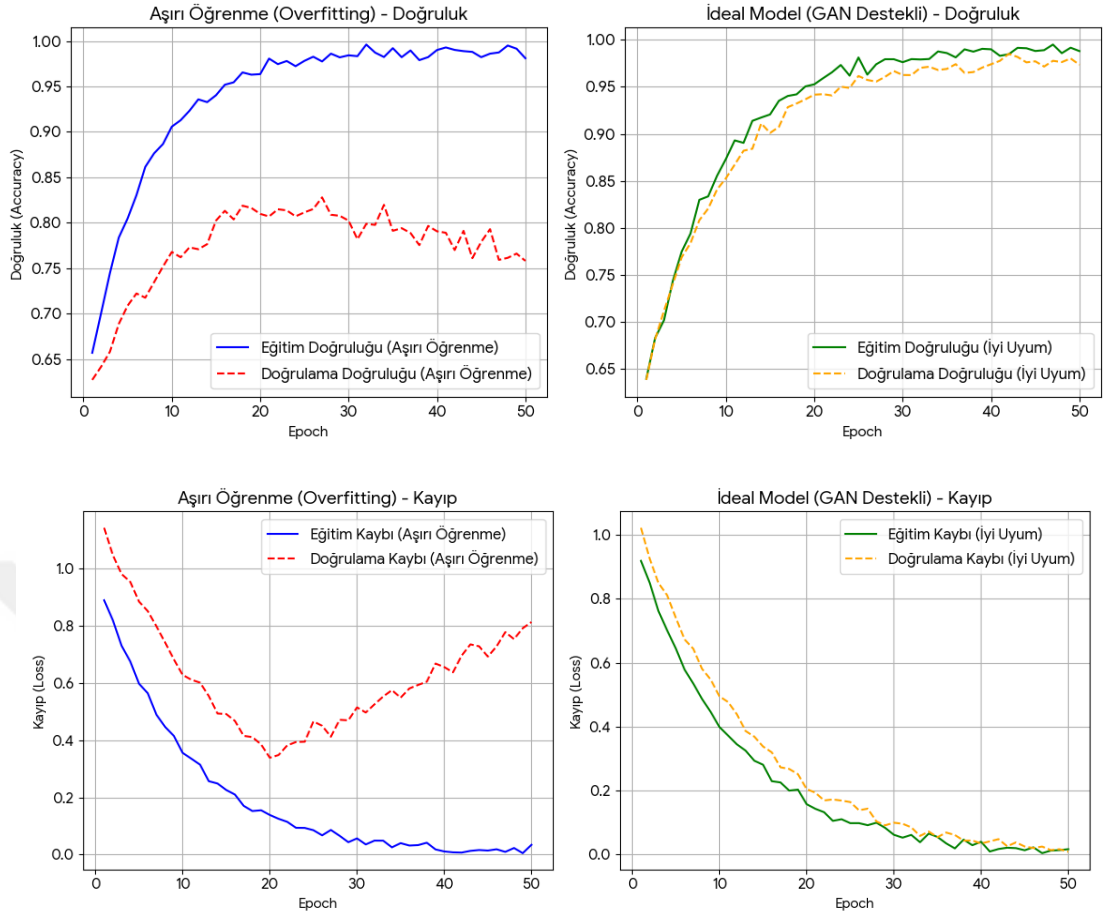 Aşırı Öğrenme (Overfitting) - Doğruluk
Doğruluk (Accuracy)
1.00
0.95
0.90
0.85
0.80
0.75
0.70
0.65
Eğitim Doğruluğu (Aşırı Öğrenme)
Doğrulama Doğruluğu (Aşırı Öğrenme)
0 10 20 30 40 50
Epoch
İdeal Model (GAN Destekli) - Doğruluk
Doğruluk (Accuracy)
1.00
0.95
0.90
0.85
0.80
0.75
0.70
0.65
Eğitim Doğruluğu (İyi Uyum)
Doğrulama Doğruluğu (İyi Uyum)
0 10 20 30 40 50
Epoch
Aşırı Öğrenme (Overfitting) - Kayıp
Kayıp (Loss)
Eğitim Kaybı (Aşırı Öğrenme)
Doğrulama Kaybı (Aşırı Öğrenme)
1.0
0.8
0.6
0.4
0.2
0.0
0 10 20 30 40 50
Epoch
İdeal Model (GAN Destekli) - Kayıp
Kayıp (Loss)
Eğitim Kaybı (İyi Uyum)
Doğrulama Kaybı (İyi Uyum)
1.0
0.8
0.6
0.4
0.2
0.0
0 10 20 30 40 50
Epoch